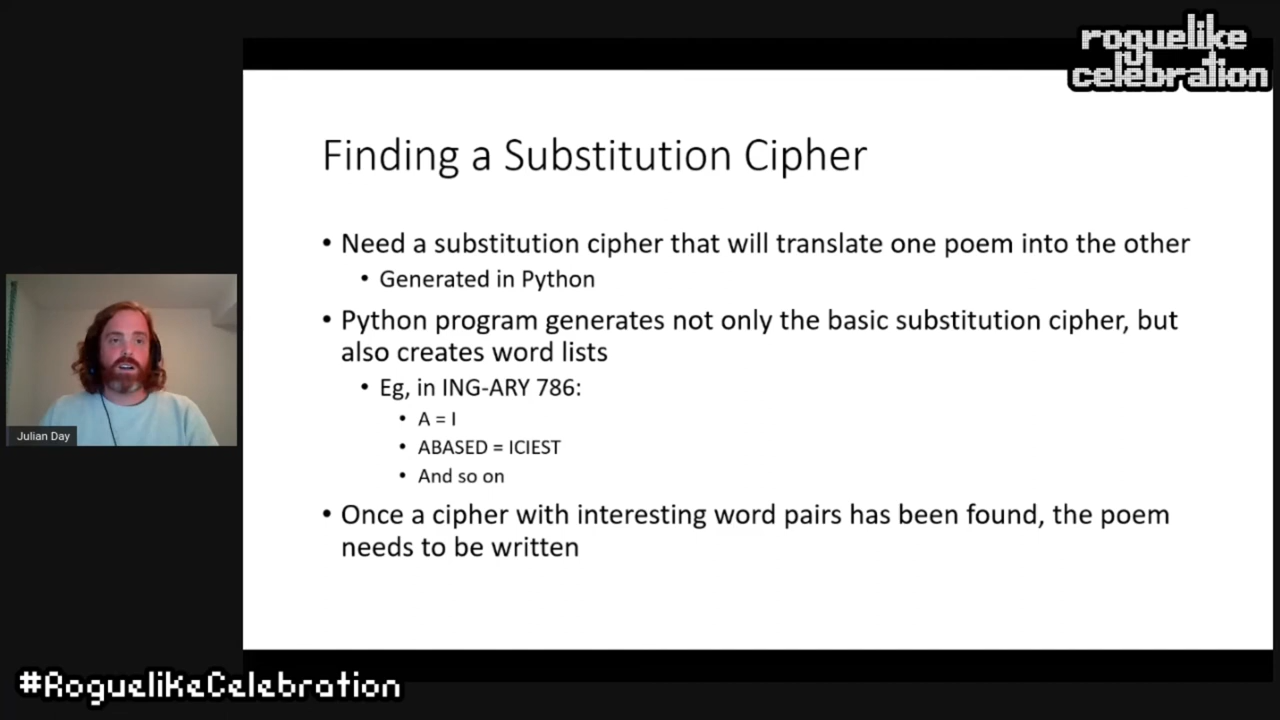 roguelike
celebration
Finding a Substitution Cipher
• Need a substitution cipher that will translate one poem into the other
• Generated in Python
• Python program generates not only the basic substitution cipher, but
also creates word lists
• Eg, in ING-ARY 786:
• A = I
• ABASED = ICIEST
• And so on
• Once a cipher with interesting word pairs has been found, the poem
needs to be written
Julian Day
#RoguelikeCelebration